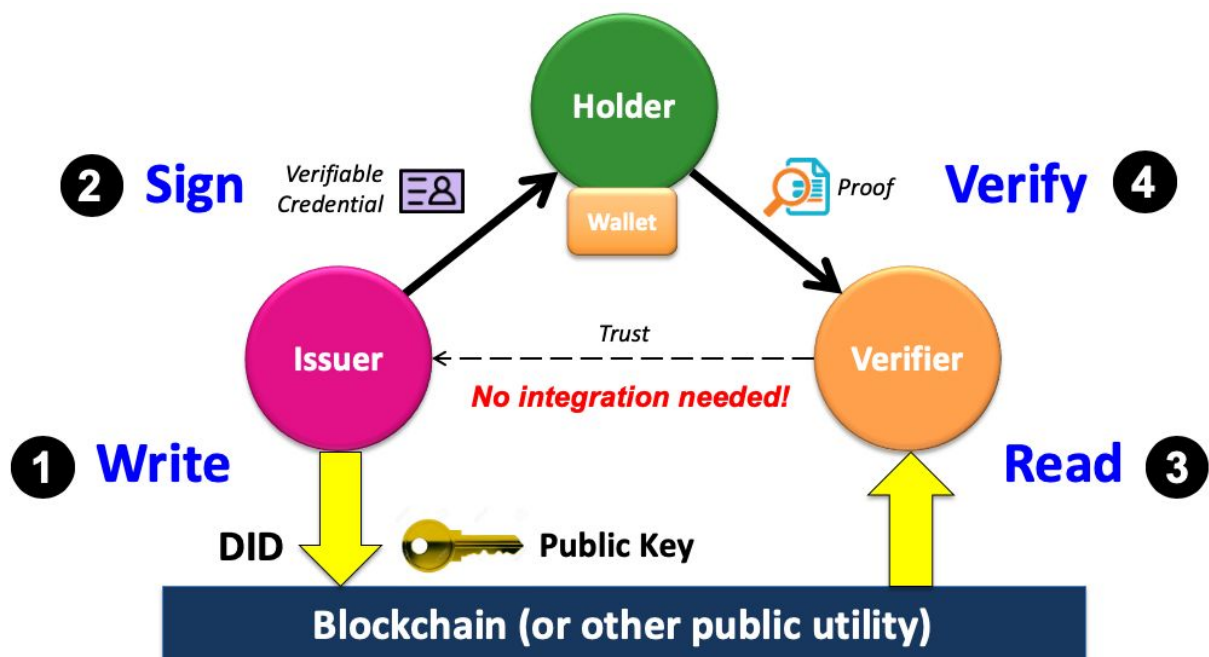 Holder
Wallet
2 Sign
Verifiable
Credential
Proof
Verify 4
Issuer
Trust
Verifier
No integration needed!
1 Write
Read 3
DID
Public Key
Blockchain (or other public utility)